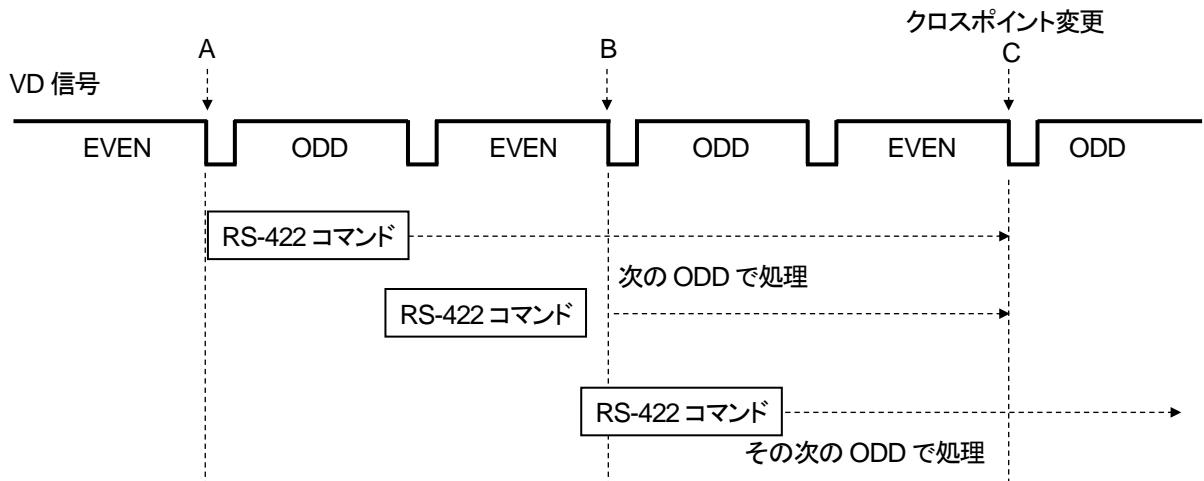 クロスポイント変更
A
B
C
VD 信号
EVEN
ODD
EVEN
ODD
EVEN
ODD
RS-422 コマンド
次の ODD で処理
RS-422 コマンド
RS-422 コマンド
その次の ODD で処理